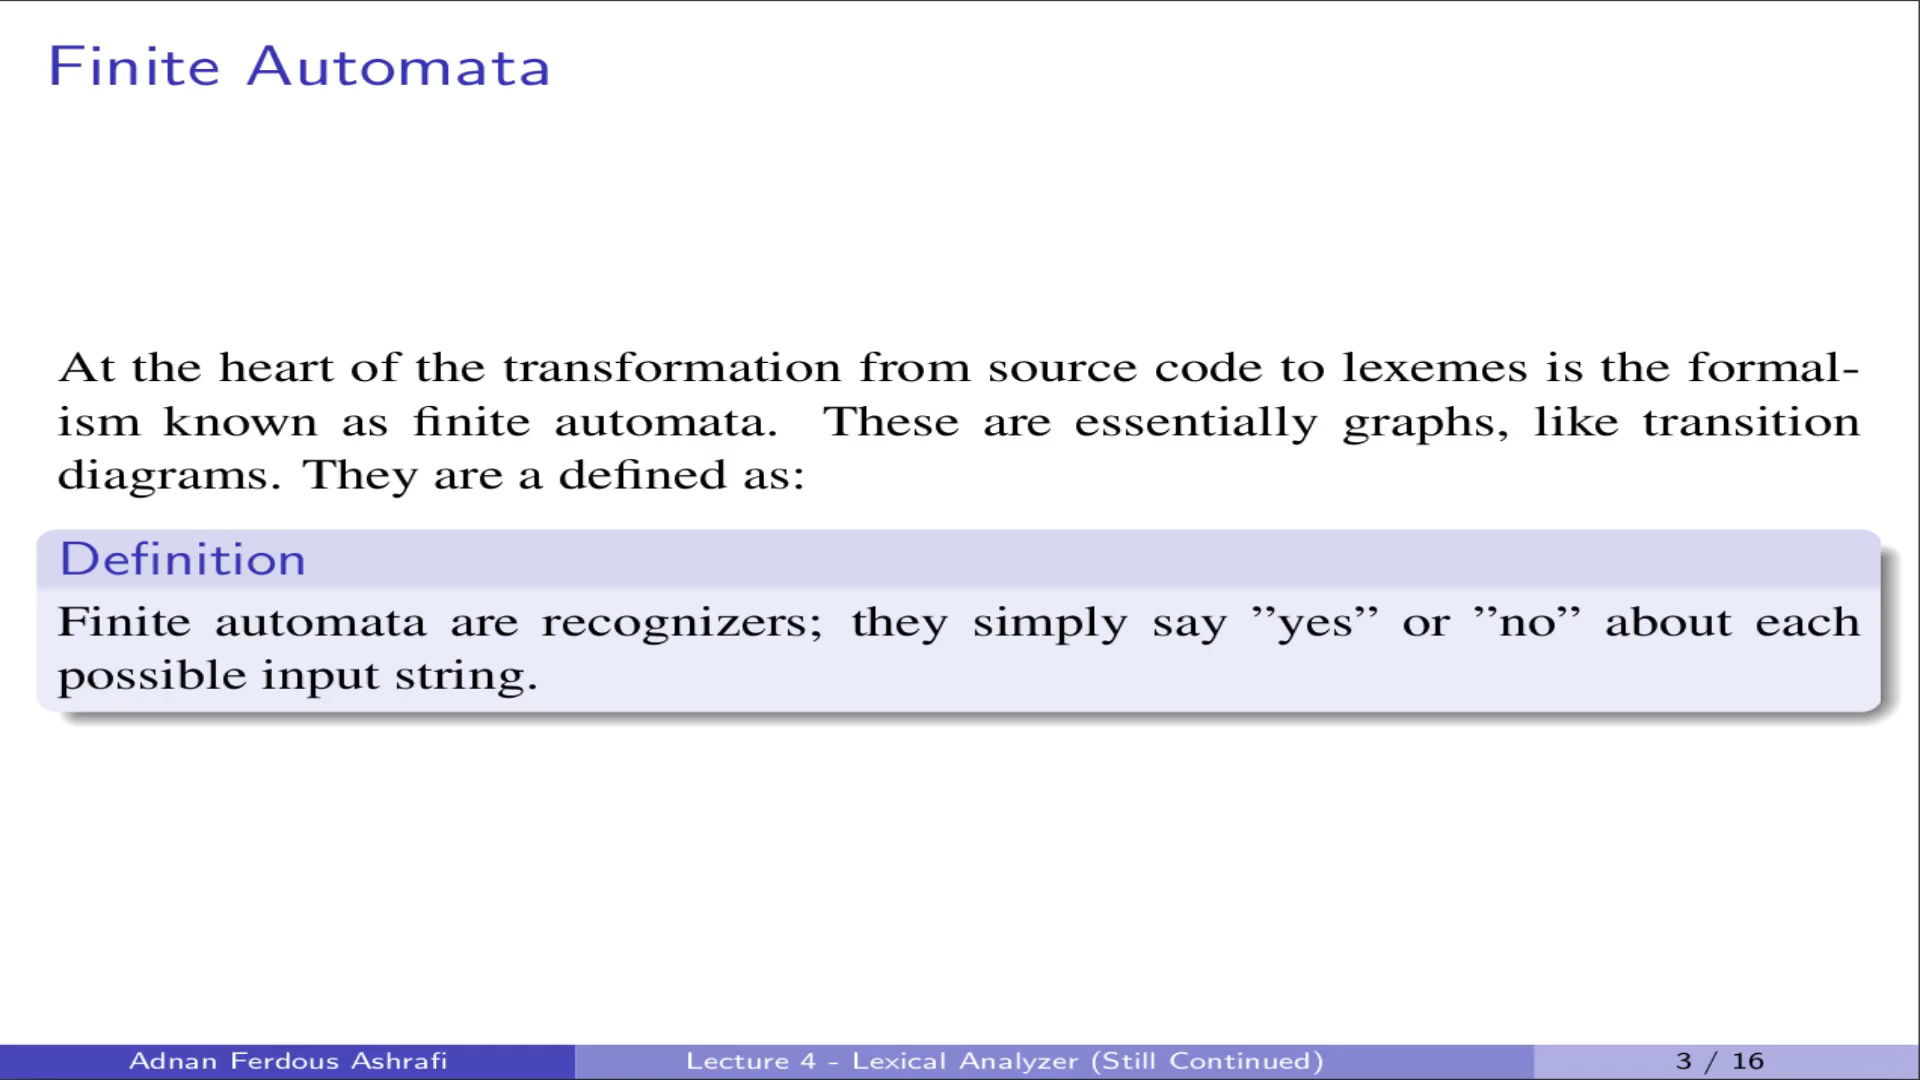 Finite Automata
At the heart of the transformation from source code to lexemes is the formal-
ism known as finite automata. These are essentially graphs, like transition
diagrams. They are a defined as:
Definition
Finite automata are recognizers; they simply say ”yes” or ”no” about each
possible input string.
Adnan Ferdous Ashrafi
Lecture 4 - Lexical Analyzer (Still Continued)
3 / 16